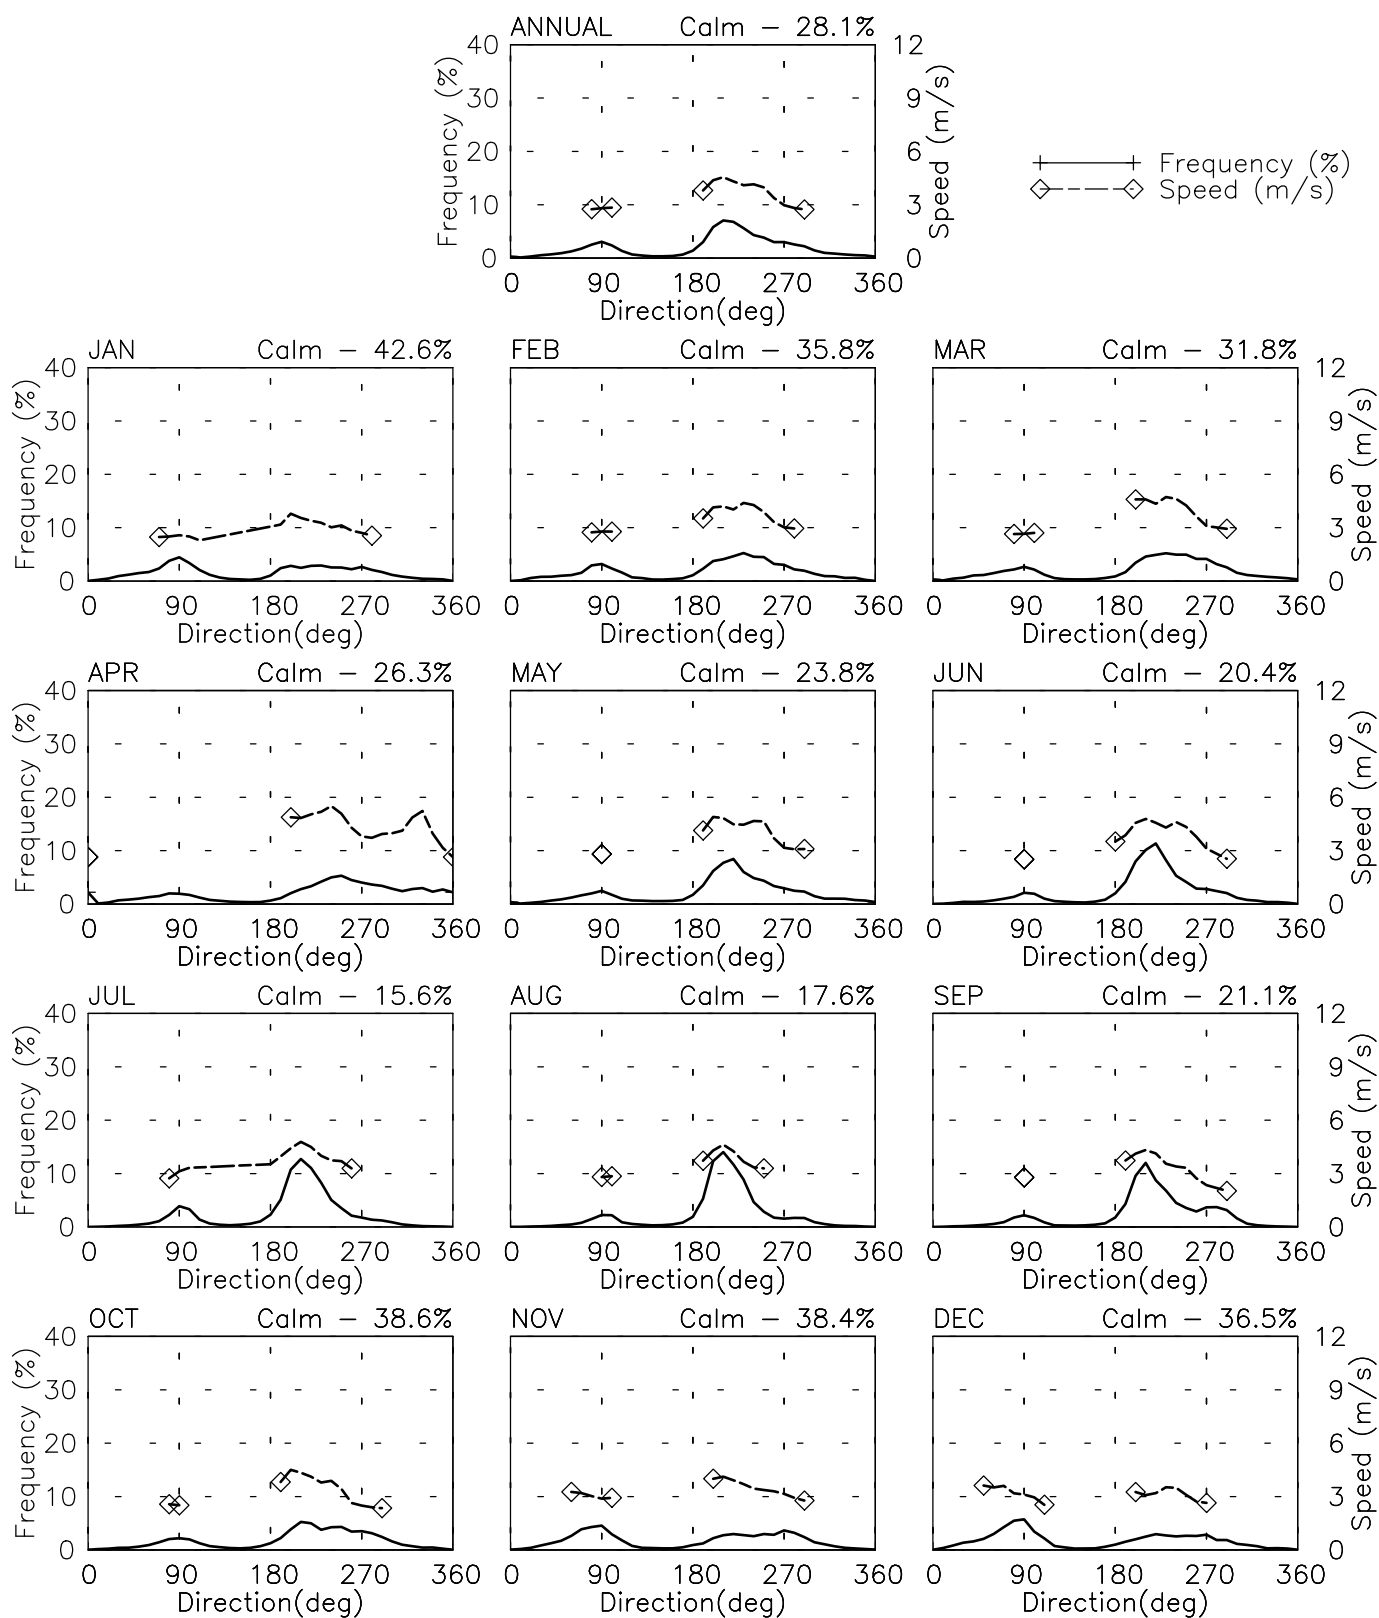 ANNUAL Calm − 28.1%
40 30 20 10 0
Frequency (%)
12 9 6 3 0
Speed (m/s)
0 90 180 270 360
Direction(deg)
Frequency (%)
Speed (m/s)
JAN Calm − 42.6%
FEB Calm − 35.8%
MAR Calm − 31.8%
40 30 20 10 0
Frequency (%)
12 9 6 3 0
Speed (m/s)
0 90 180 270 360
0 90 180 270 360
0 90 180 270 360
Direction(deg)
Direction(deg)
Direction(deg)
APR Calm − 26.3%
MAY Calm − 23.8%
JUN Calm − 20.4%
40 30 20 10 0
Frequency (%)
12 9 6 3 0
Speed (m/s)
0 90 180 270 360
0 90 180 270 360
0 90 180 270 360
Direction(deg)
Direction(deg)
Direction(deg)
JUL Calm − 15.6%
AUG Calm − 17.6%
SEP Calm − 21.1%
40 30 20 10 0
Frequency (%)
12 9 6 3 0
Speed (m/s)
0 90 180 270 360
0 90 180 270 360
0 90 180 270 360
Direction(deg)
Direction(deg)
Direction(deg)
OCT Calm − 38.6%
NOV Calm − 38.4%
DEC Calm − 36.5%
40 30 20 10 0
Frequency (%)
12 9 6 3 0
Speed (m/s)
0 90 180 270 360
0 90 180 270 360
0 90 180 270 360
Direction(deg)
Direction(deg)
Direction(deg)